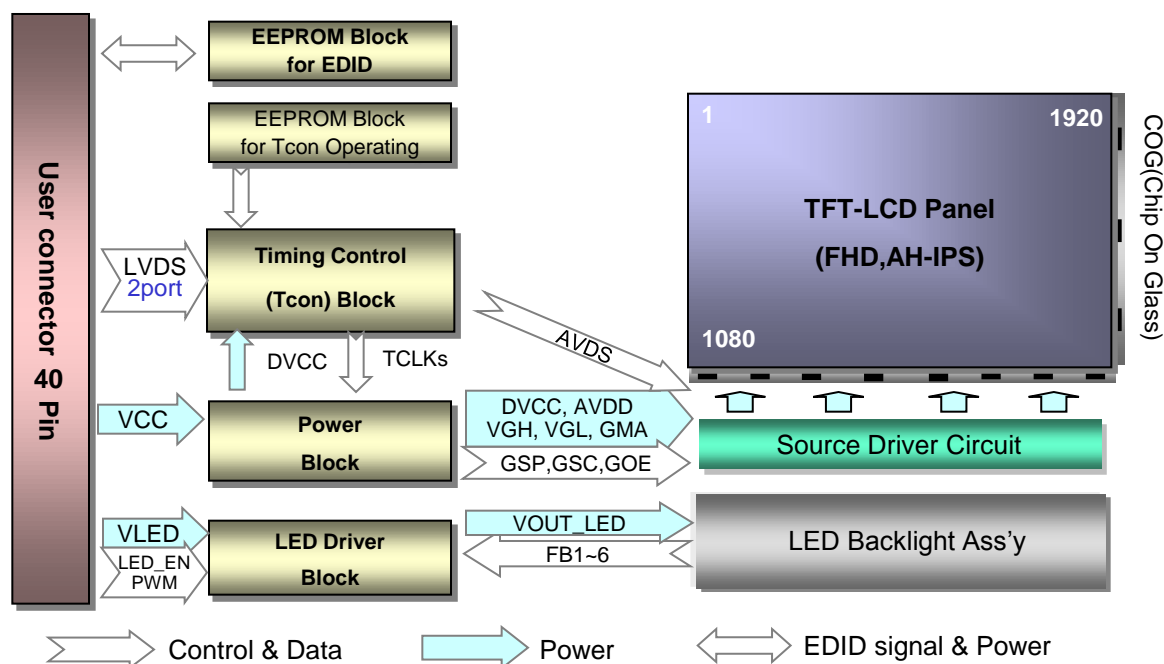 User connector 40 Pin
EEPROM Block
for EDID
EEPROM Block
for Tcon Operating
LVDS
2port
Timing Control
(Tcon) Block
DVCC
TCLKs
AVDS
VCC
Power
Block
DVCC, AVDD
VGH, VGL, GMA
GSP,GSC,GOE
VLED
LED_EN
PWM
LED Driver
Block
VOUT_LED
FB1~6
1
1920
TFT-LCD Panel
(FHD,AH-IPS)
1080
COG(Chip On Glass)
Source Driver Circuit
LED Backlight Ass'y
Control & Data
Power
EDID signal & Power